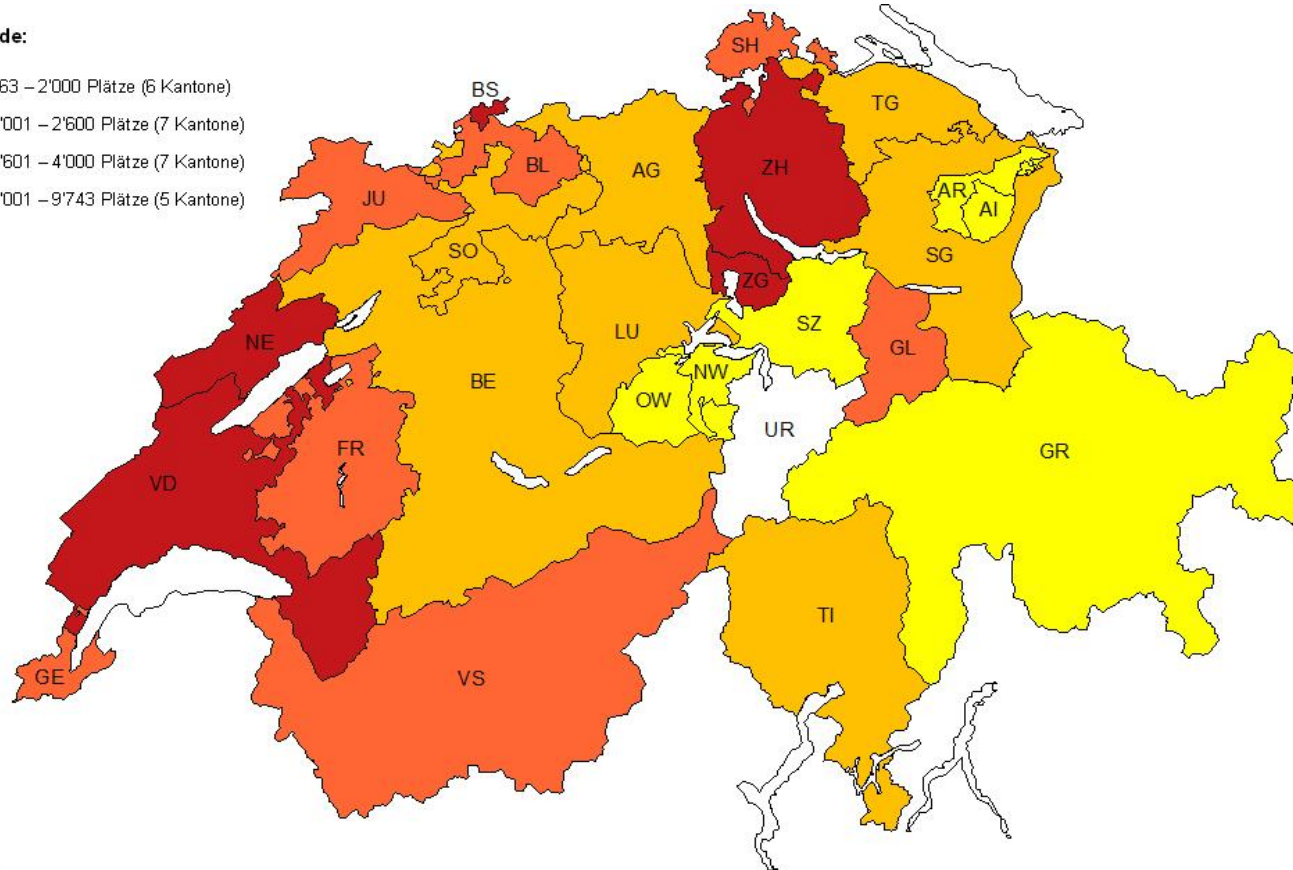 de:
63 – 2'000 Plätze (6 Kantone)
'001 – 2'600 Plätze (7 Kantone)
'601 – 4'000 Plätze (7 Kantone)
'001 – 9'743 Plätze (5 Kantone)
SH
BS
TG
BL
AG
ZH
JU
AR
AI
SO
SG
ZG
SZ
LU
NE
GL
NW
BE
OW
UR
FR
GR
VD
TI
GE
VS